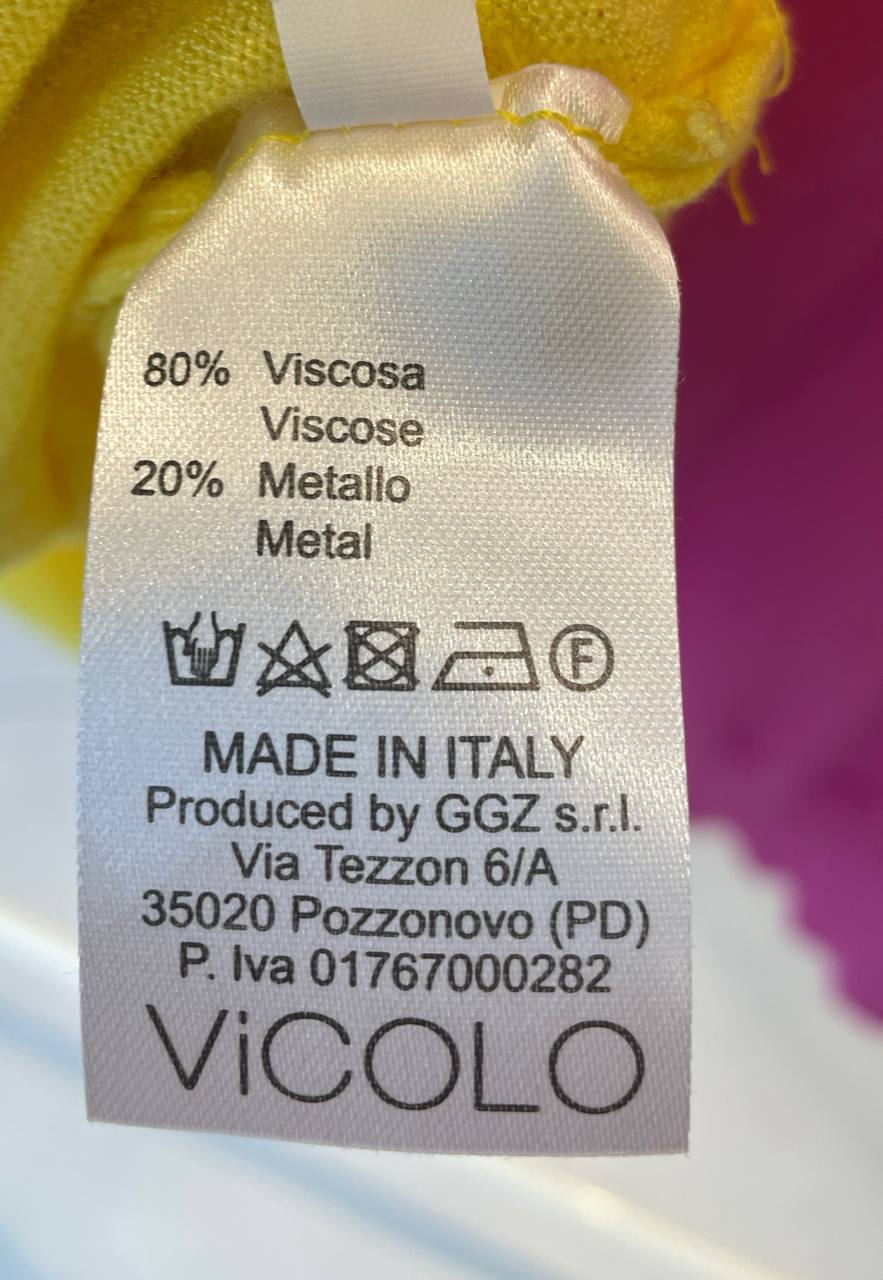 80% Viscosa
Viscose
20% Metallo
Metal
F
MADE IN ITALY
Produced by GGZ s.r.l.
Via Tezzon 6/A
35020 Pozzonovo (PD)
P. Iva 01767000282
ViCOLO